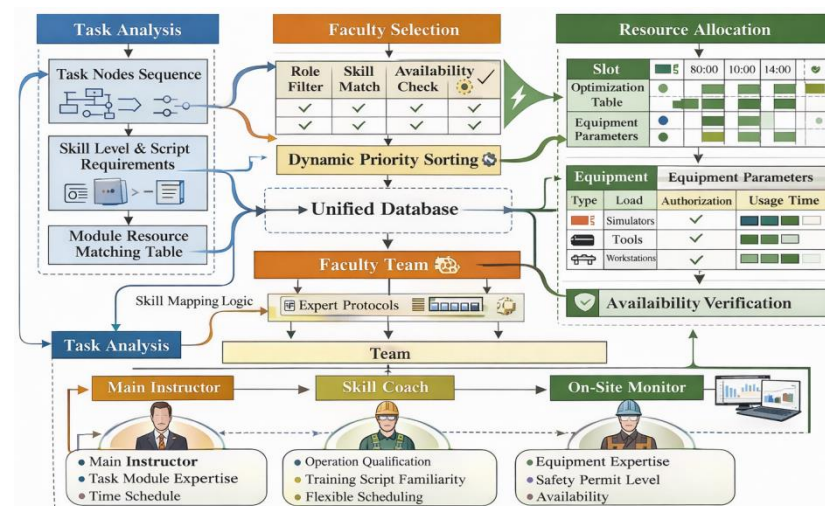 Task Analysis
Task Nodes Sequence
Skill Level & Script
Requirements
Module Resource
Matching Table
Faculty Selection
Role
Filter
Skill
Match
Availability
Check
Dynamic Priority Sorting
Unified Database
Faculty Team
Skill Mapping Logic
Expert Protocols
Task Analysis
Team
Resource Allocation
Slot
80:00
10:00
14:00
Optimization
Table
Equipment
Parameters
Equipment
Equipment Parameters
Type
Load
Authorization
Usage Time
Simulators
Tools
Workstations
Availaibility Verification
Main Instructor
Skill Coach
On-Site Monitor
Main Instructor
Task Module Expertise
Time Schedule
Operation Qualification
Training Script Familiarity
Flexible Scheduling
Equipment Expertise
Safety Permit Level
Availability